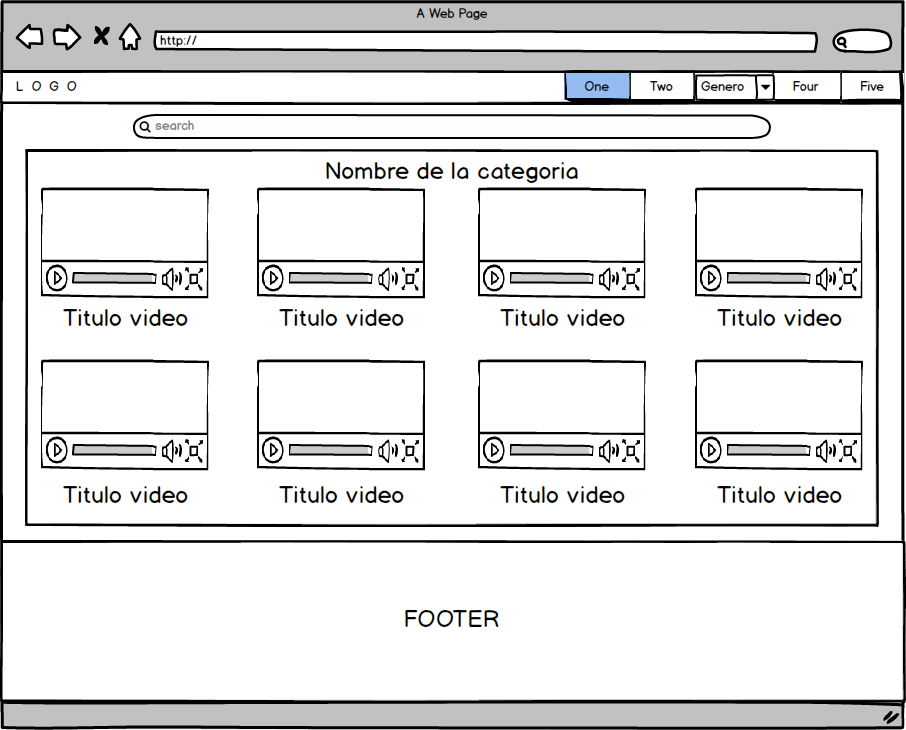 A Web Page
http://
L O G O
One Two Genero Four Five
search
Nombre de la categoria
Titulo video Titulo video Titulo video Titulo video
Titulo video Titulo video Titulo video Titulo video
FOOTER